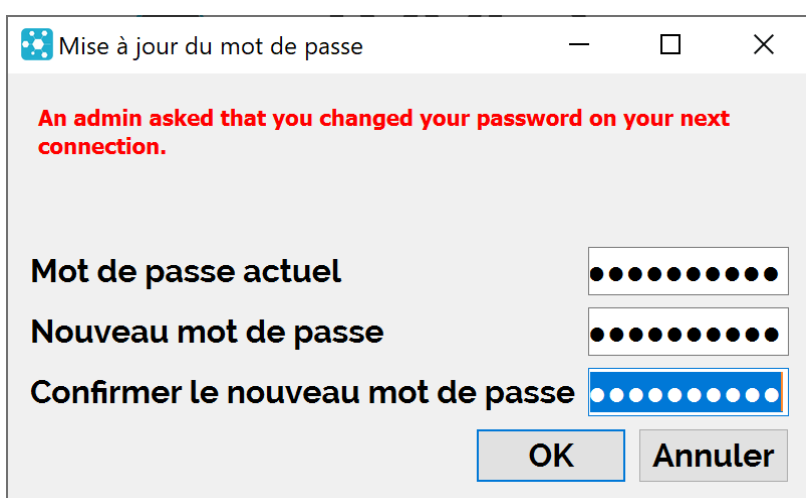 Mise à jour du mot de passe
An admin asked that you changed your password on your next
connection.
Mot de passe actuel ●●●●●●●●●●
Nouveau mot de passe ●●●●●●●●●●
Confirmer le nouveau mot de passe ●●●●●●●●●●
OK Annuler